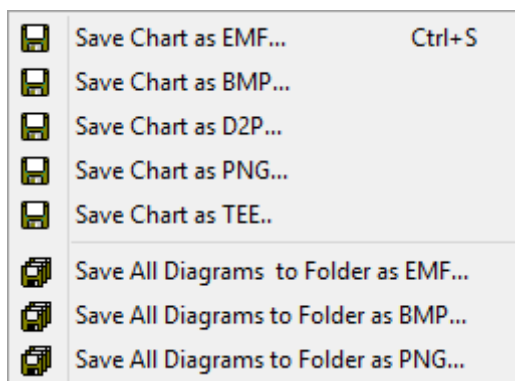 Save Chart as EMF... Ctrl+S
Save Chart as BMP...
Save Chart as D2P...
Save Chart as PNG...
Save Chart as TEE..
Save All Diagrams  to Folder as EMF...
Save All Diagrams to Folder as BMP...
Save All Diagrams to Folder as PNG...